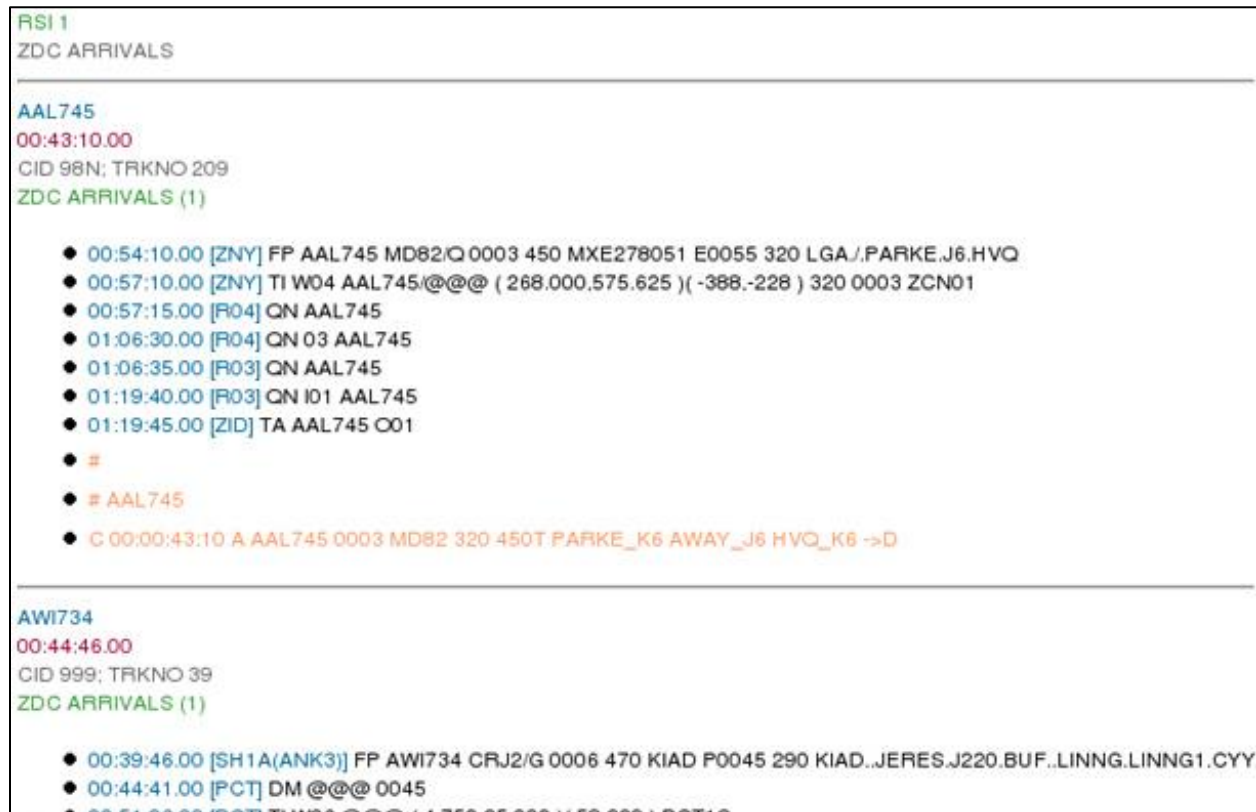 RSI 1
ZDC ARRIVALS
AAL745
00:43:10.00
CID 98N; TRKNO 209
ZDC ARRIVALS (1)
00:54:10.00 [ZNY] FP AAL745 MD82/Q 0003 450 MXE278051 E0055 320 LGA./.PARKE.J6.HVQ
00:57:10.00 [ZNY] TI W04 AAL745/@@@ ( 268.000,575.625 )( -388,-228 ) 320 0003 ZCN01
00:57:15.00 [R04] QN AAL745
01:06:30.00 [R04] QN 03 AAL745
01:06:35.00 [R03] QN AAL745
01:19:40.00 [R03] QN I01 AAL745
01:19:45.00 [ZID] TA AAL745 O01
#
# AAL745
C 00:00:43:10 A AAL745 0003 MD82 320 450T PARKE_K6 AWAY_J6 HVQ_K6 ->D
AWI734
00:44:46.00
CID 999; TRKNO 39
ZDC ARRIVALS (1)
00:39:46.00 [SH1A(ANK3)] FP AWI734 CRJ2/G 0006 470 KIAD P0045 290 KIAD..JERES.J220.BUF..LINNG.LINNG1.CYY
00:44:41.00 [PCT] DM @@@ 0045